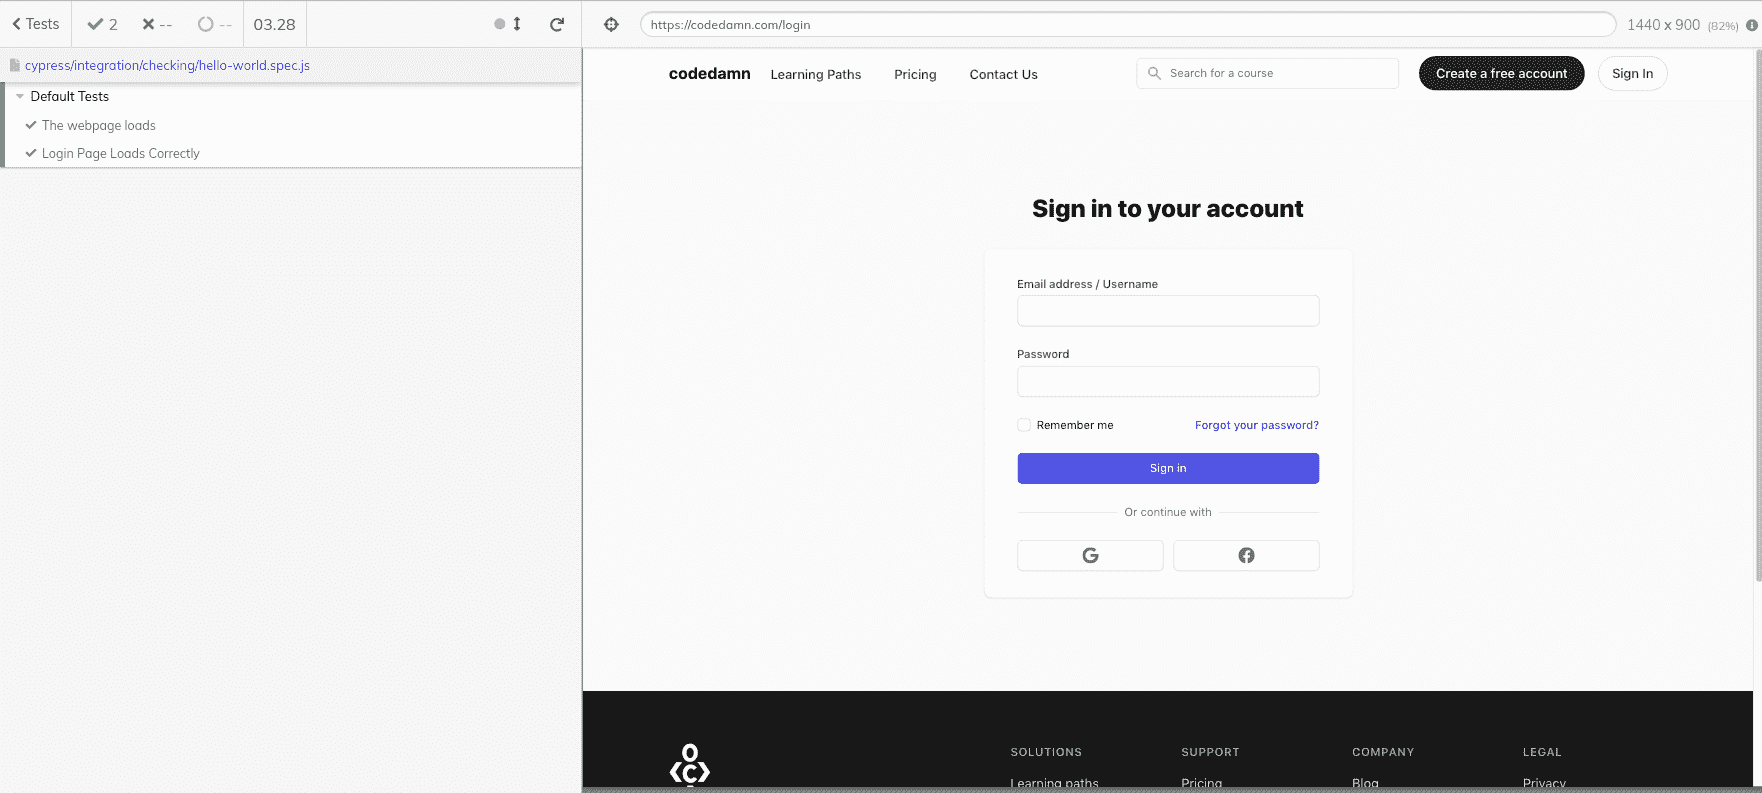 Tests 2 -- -- 03.28
https://codedamn.com/login 1440 x 900 (82%)
cypress/integration/checking/hello-world.spec.js
Default Tests
The webpage loads
Login Page Loads Correctly
codedamn Learning Paths Pricing Contact Us Search for a course Create a free account Sign In
Sign in to your account
Email address / Username
Password
Remember me Forgot your password?
Sign in
Or continue with
SOLUTIONS SUPPORT COMPANY LEGAL
Learning paths Pricing Blog Privacy